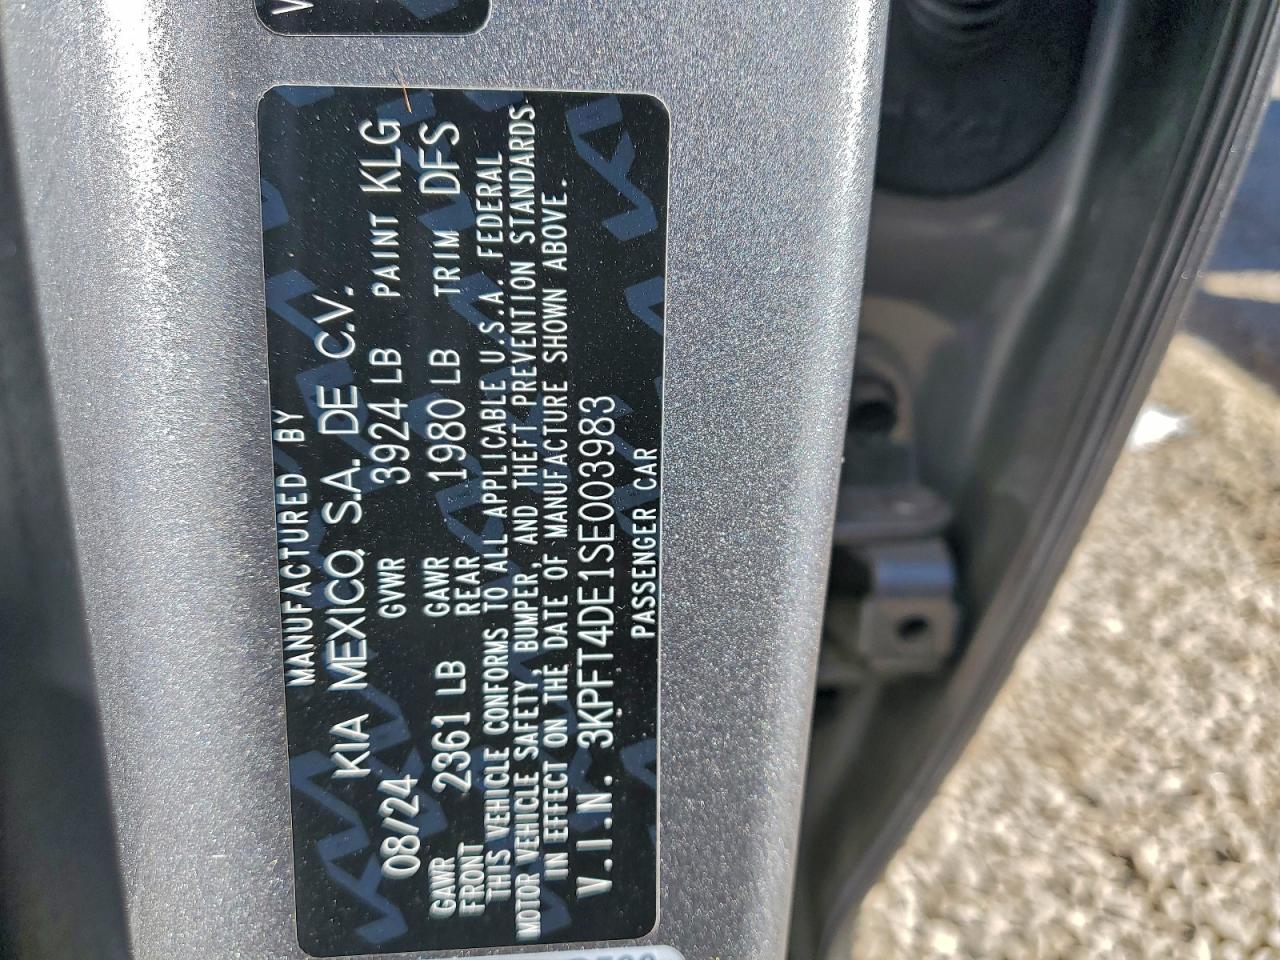 MANUFACTURED BY
KIA MEXICO, S.A. DE C.V.
08/24 GVWR 3924 LB PAINT KLG
GAWR FRONT 2361 LB GAWR REAR 1980 LB TRIM DFS
THIS VEHICLE CONFORMS TO ALL APPLICABLE U.S.A. FEDERAL
MOTOR VEHICLE SAFETY, BUMPER, AND THEFT PREVENTION STANDARDS
IN EFFECT ON THE DATE OF MANUFACTURE SHOWN ABOVE.
V.I.N. 3KPFT4DE1SE003983
PASSENGER CAR